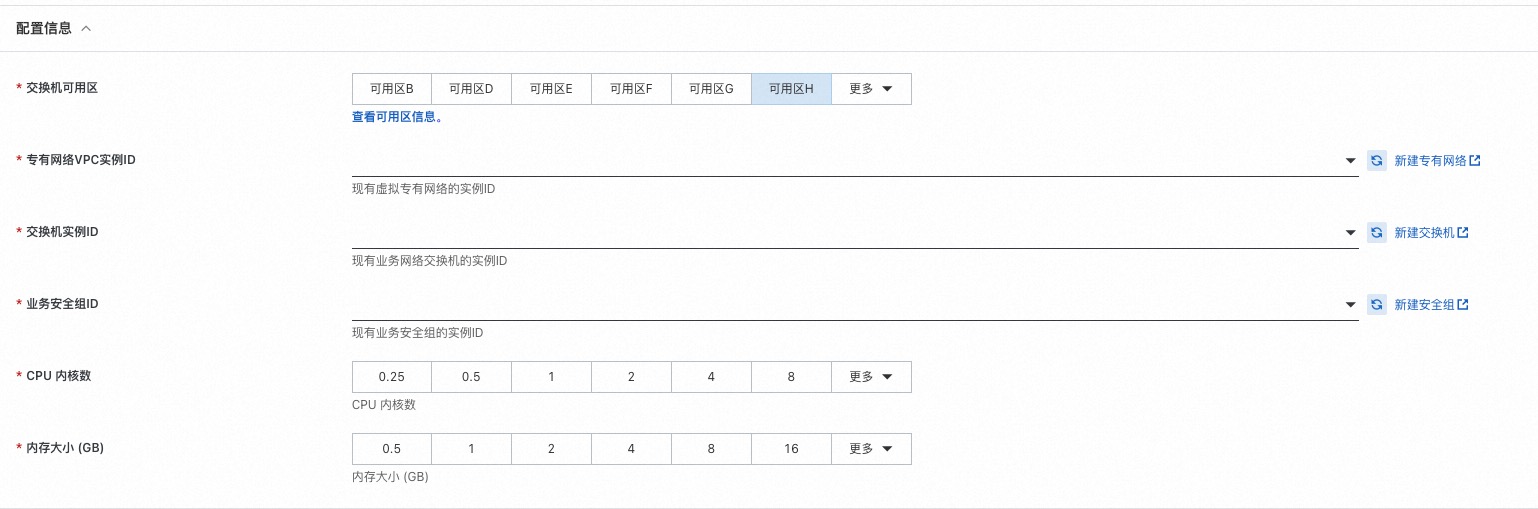 配置信息
* 交换机可用区 可用区B 可用区D 可用区E 可用区F 可用区G 可用区H 更多
查看可用区信息。
* 专有网络VPC实例ID 新建专有网络
现有虚拟专有网络的实例ID
* 交换机实例ID 新建交换机
现有业务网络交换机的实例ID
* 业务安全组ID 新建安全组
现有业务安全组的实例ID
* CPU 内核数 0.25 0.5 1 2 4 8 更多
CPU 内核数
* 内存大小 (GB) 0.5 1 2 4 8 16 更多
内存大小 (GB)